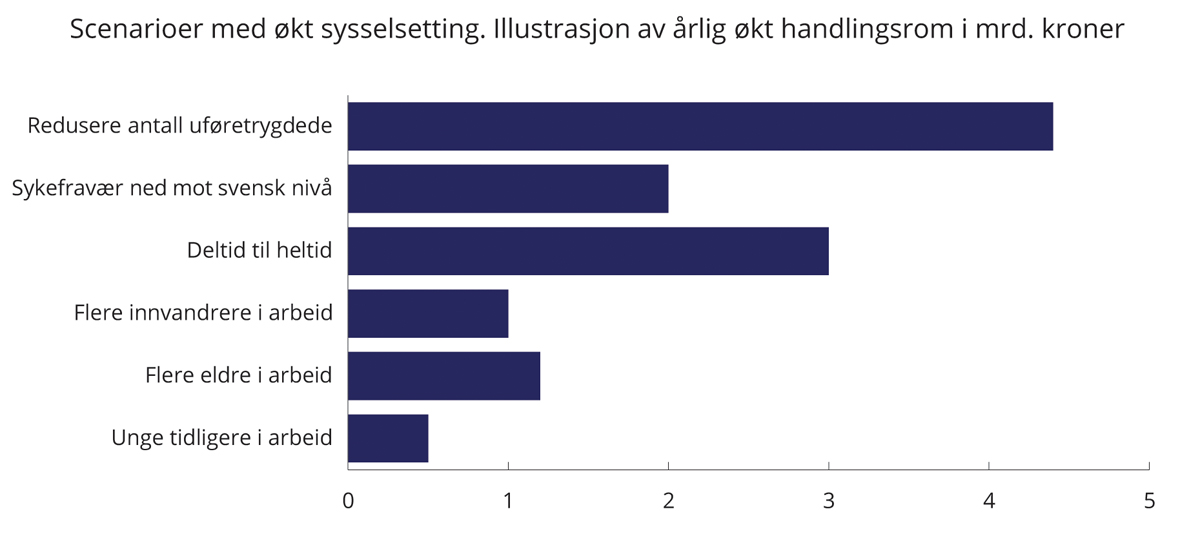 Scenarioer med økt sysselsetting. Illustrasjon av årlig økt handlingsrom i mrd. kroner
Redusere antall uføretrygdede
Sykefravær ned mot svensk nivå
Deltid til heltid
Flere innvandrere i arbeid
Flere eldre i arbeid
Unge tidligere i arbeid
0 1 2 3 4 5